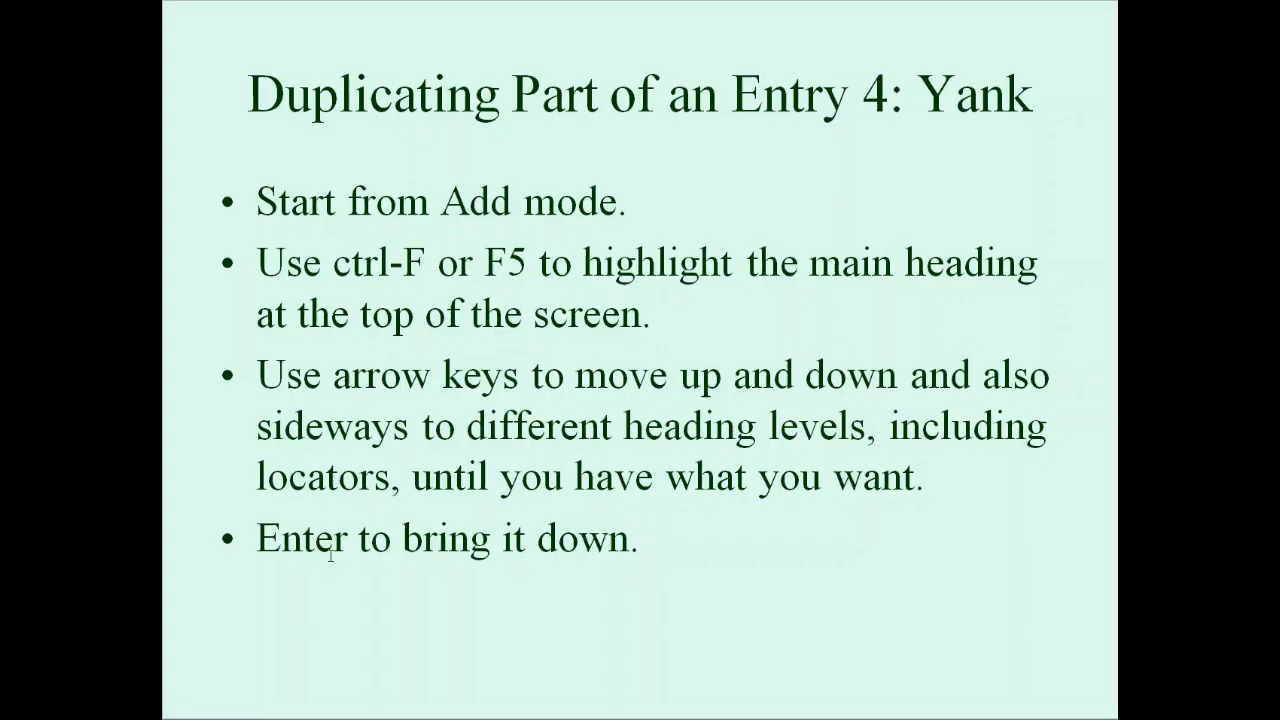 Duplicating Part of an Entry 4: Yank
• Start from Add mode.
• Use ctrl-F or F5 to highlight the main heading
at the top of the screen.
• Use arrow keys to move up and down and also
sideways to different heading levels, including
locators, until you have what you want.
• Enter to bring it down.